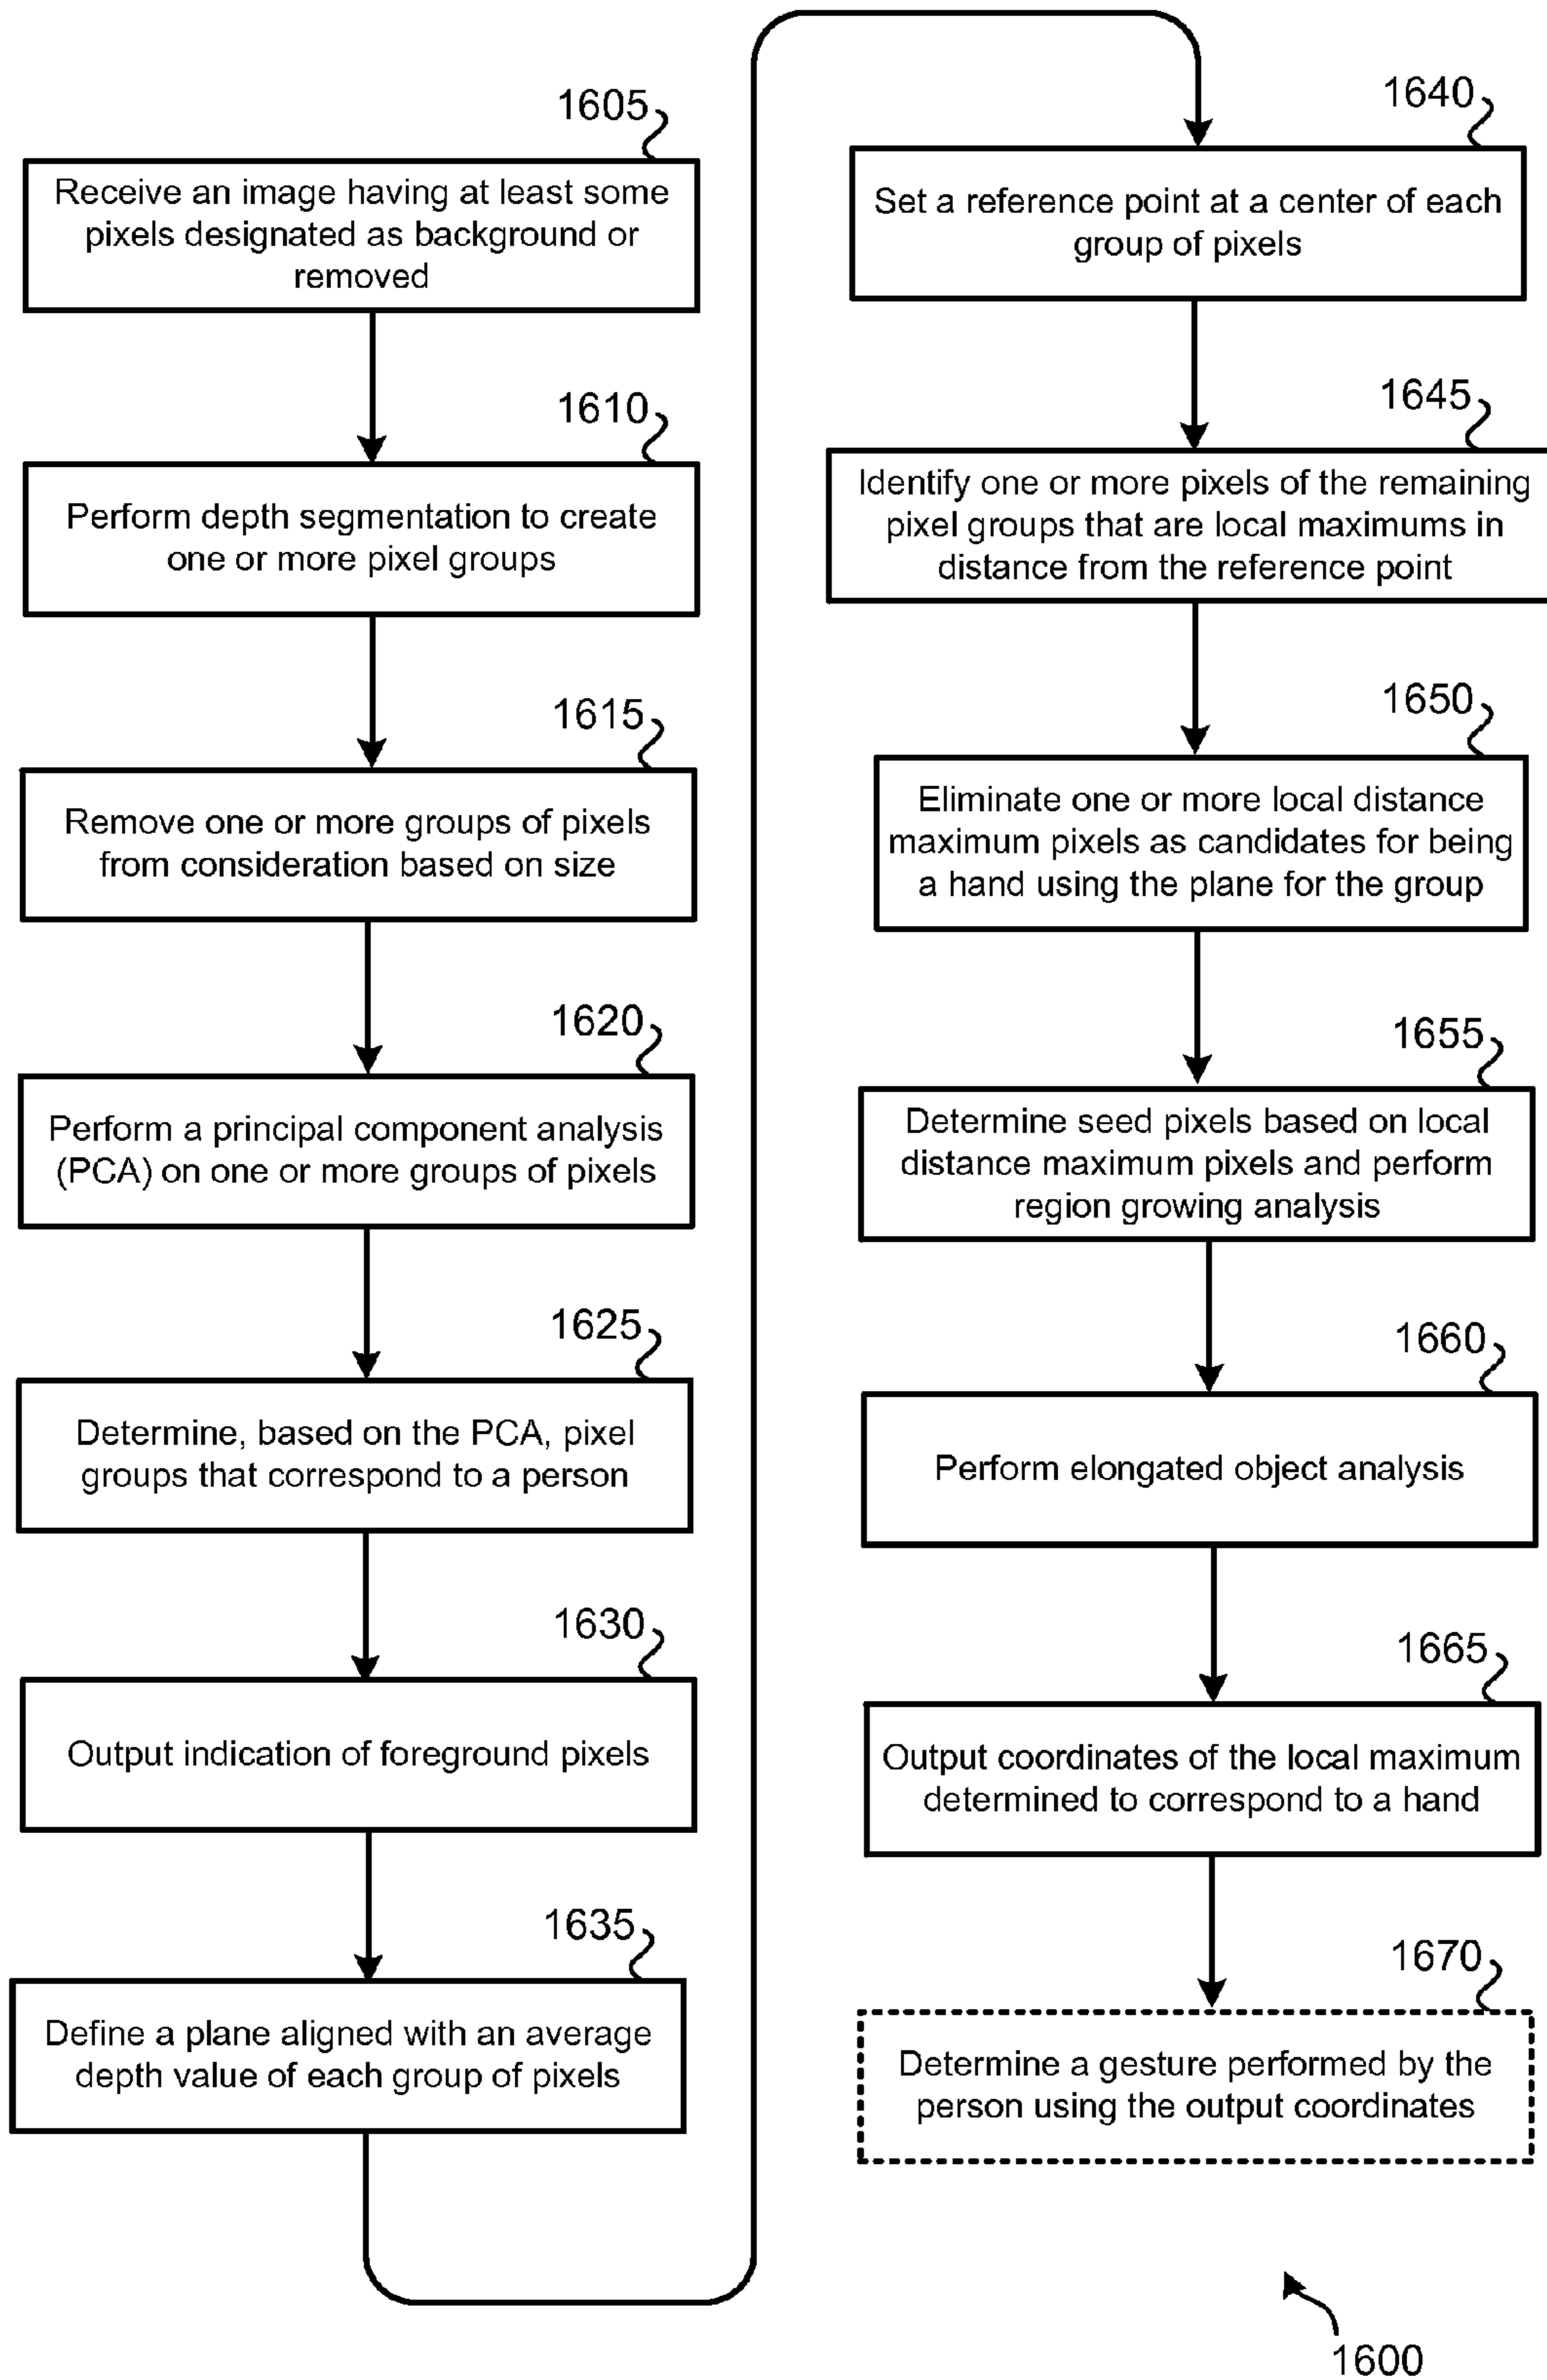 1605
Receive an image having at least some
pixels designated as background or
removed
1610
Perform depth segmentation to create
one or more pixel groups
1615
Remove one or more groups of pixels
from consideration based on size
1620
Perform a principal component analysis
(PCA) on one or more groups of pixels
1625
Determine, based on the PCA, pixel
groups that correspond to a person
1630
Output indication of foreground pixels
1635
Define a plane aligned with an average
depth value of each group of pixels
1640
Set a reference point at a center of each
group of pixels
1645
Identify one or more pixels of the remaining
pixel groups that are local maximums in
distance from the reference point
1650
Eliminate one or more local distance
maximum pixels as candidates for being
a hand using the plane for the group
1655
Determine seed pixels based on local
distance maximum pixels and perform
region growing analysis
1660
Perform elongated object analysis
1665
Output coordinates of the local maximum
determined to correspond to a hand
1670
Determine a gesture performed by the
person using the output coordinates
1600